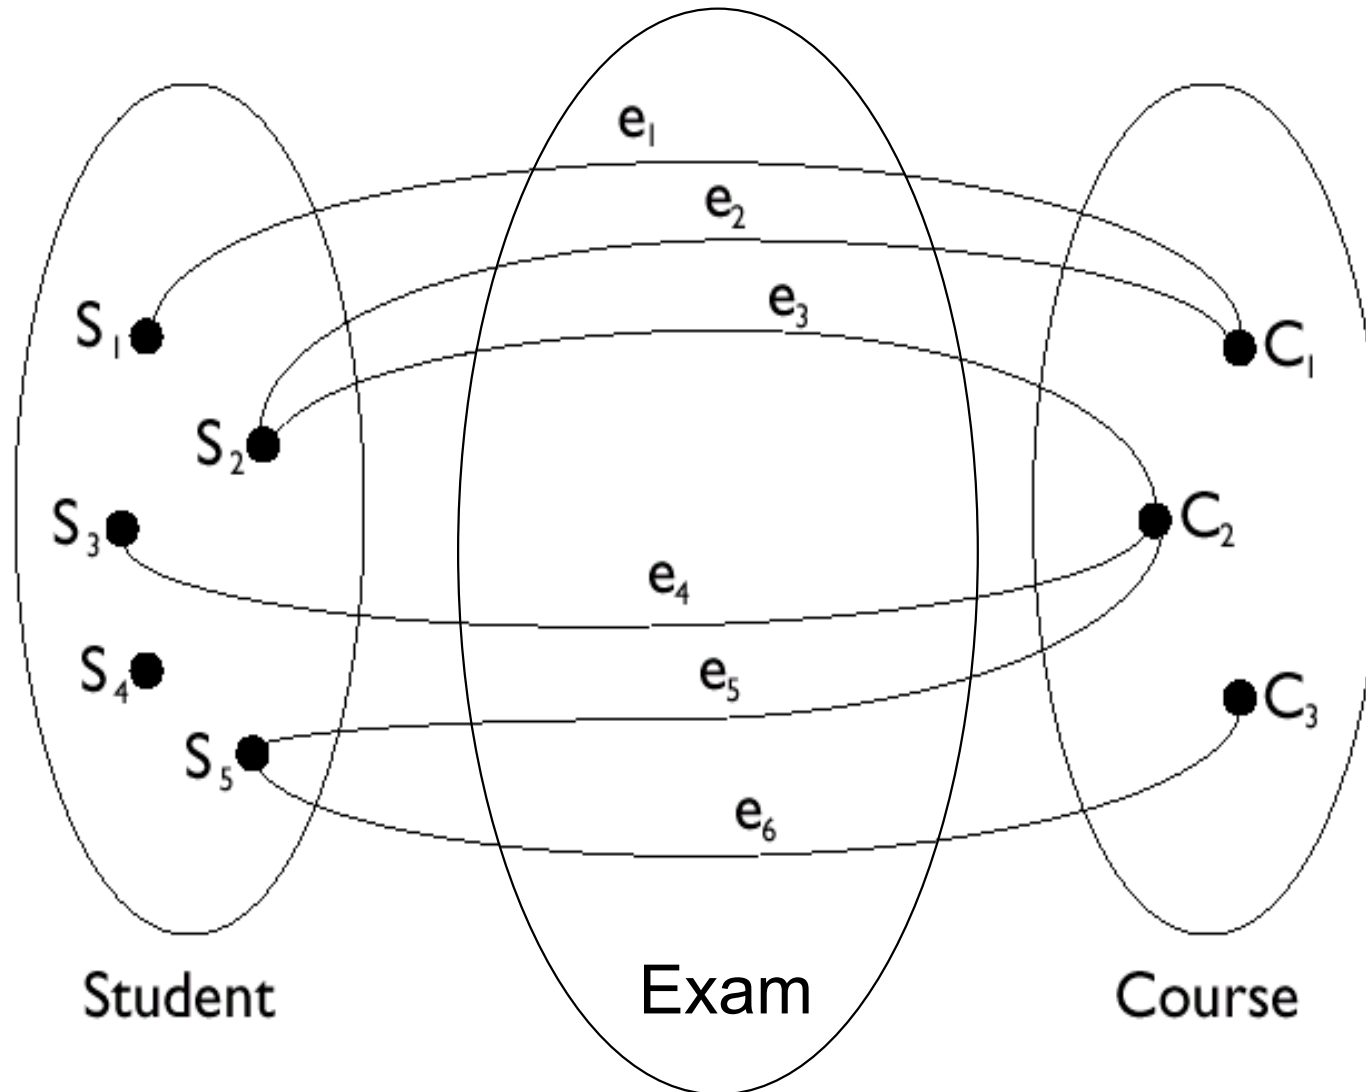 e₁
e₂
e₃
S₁
C₁
S₂
S₃
C₂
e₄
S₄
e₅
C₃
S₅
e₆
Student
Exam
Course